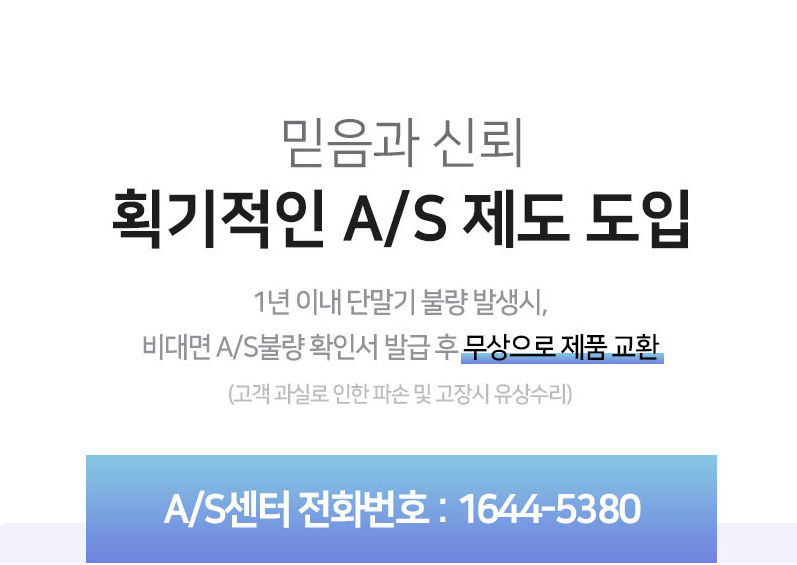 믿음과 신뢰
획기적인 A/S 제도 도입
1년 이내 단말기 불량 발생시,
비대면 A/S불량 확인서 발급 후 무상으로 제품 교환
(고객 과실로 인한 파손 및 고장시 유상수리)
A/S센터 전화번호 : 1644-5380